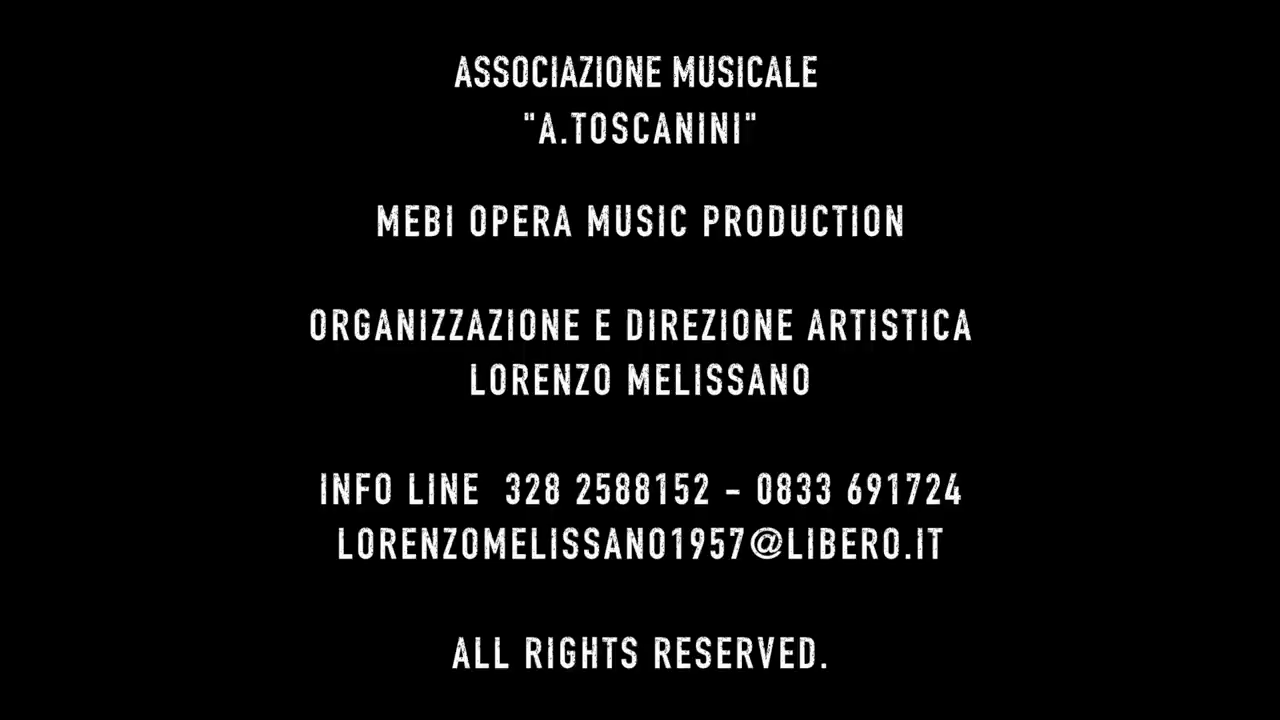 ASSOCIAZIONE MUSICALE
"A.TOSCANINI"
MEBI OPERA MUSIC PRODUCTION
ORGANIZZAZIONE E DIREZIONE ARTISTICA
LORENZO MELISSANO
INFO LINE  328 2588152 - 0833 691724
LORENZOMELISSANO1957@LIBERO.IT
ALL RIGHTS RESERVED.